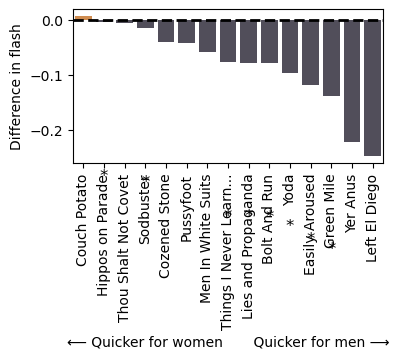 Difference in flash
0.0
−0.1
−0.2
Couch Potato
Hippos on Parade
Thou Shalt Not Covet
Sodbuster
Cozened Stone
Pussyfoot
Men In White Suits
Things I Never Learn...
Lies and Propaganda
Bolt And Run
Yoda
Easily Aroused
Green Mile
Yer Anus
Left El Diego
⟵ Quicker for women
Quicker for men ⟶